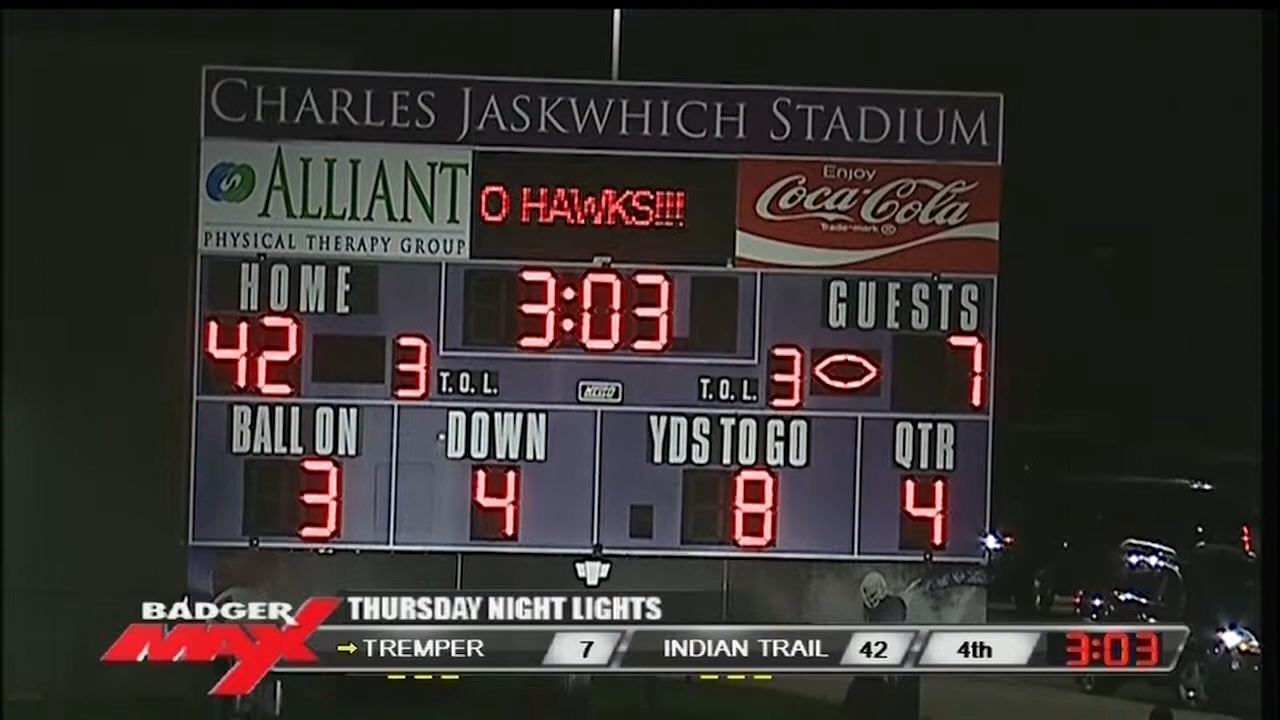 CHARLES JASKWHICH STADIUM
ALLIANT
PHYSICAL THERAPY GROUP
O HAWKS!!!
Enjoy
Coca-Cola
Trade-mark ®
HOME
3:03
GUESTS
42 3 T.O.L. T.O.L. 3 7
BALL ON DOWN YDS TO GO QTR
3 4 8 4
BADGER MAX
THURSDAY NIGHT LIGHTS
→TREMPER 7 INDIAN TRAIL 42 4th 3:03